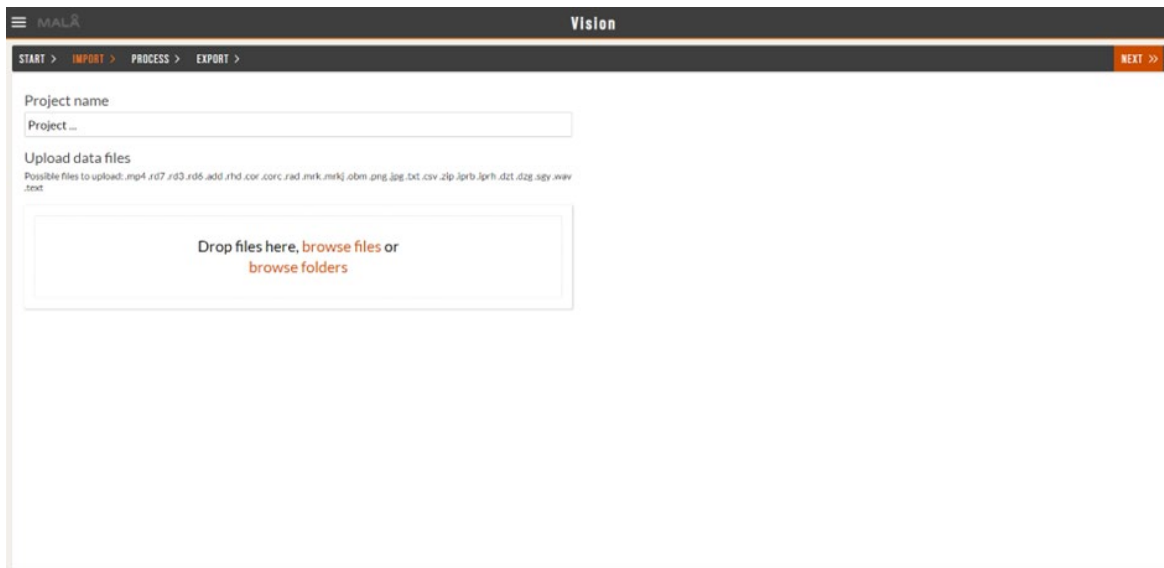 MALÅ
Vision
START > IMPORT > PROCESS > EXPORT >
NEXT >>
Project name
Project ...
Upload data files
Possible files to upload: .mp4 .rd7 .rd3 .rd6 .add .rhd .cor .corc .rad .mrk .mrkj .obm .png .jpg .txt .csv .zip .iprb .iprh .dzt .dzg .sgy .wav
.text
Drop files here, browse files or
browse folders